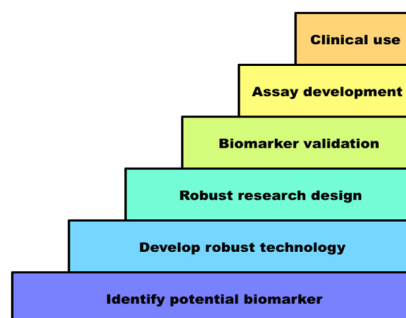 Clinical use
Assay development
Biomarker validation
Robust research design
Develop robust technology
Identify potential biomarker